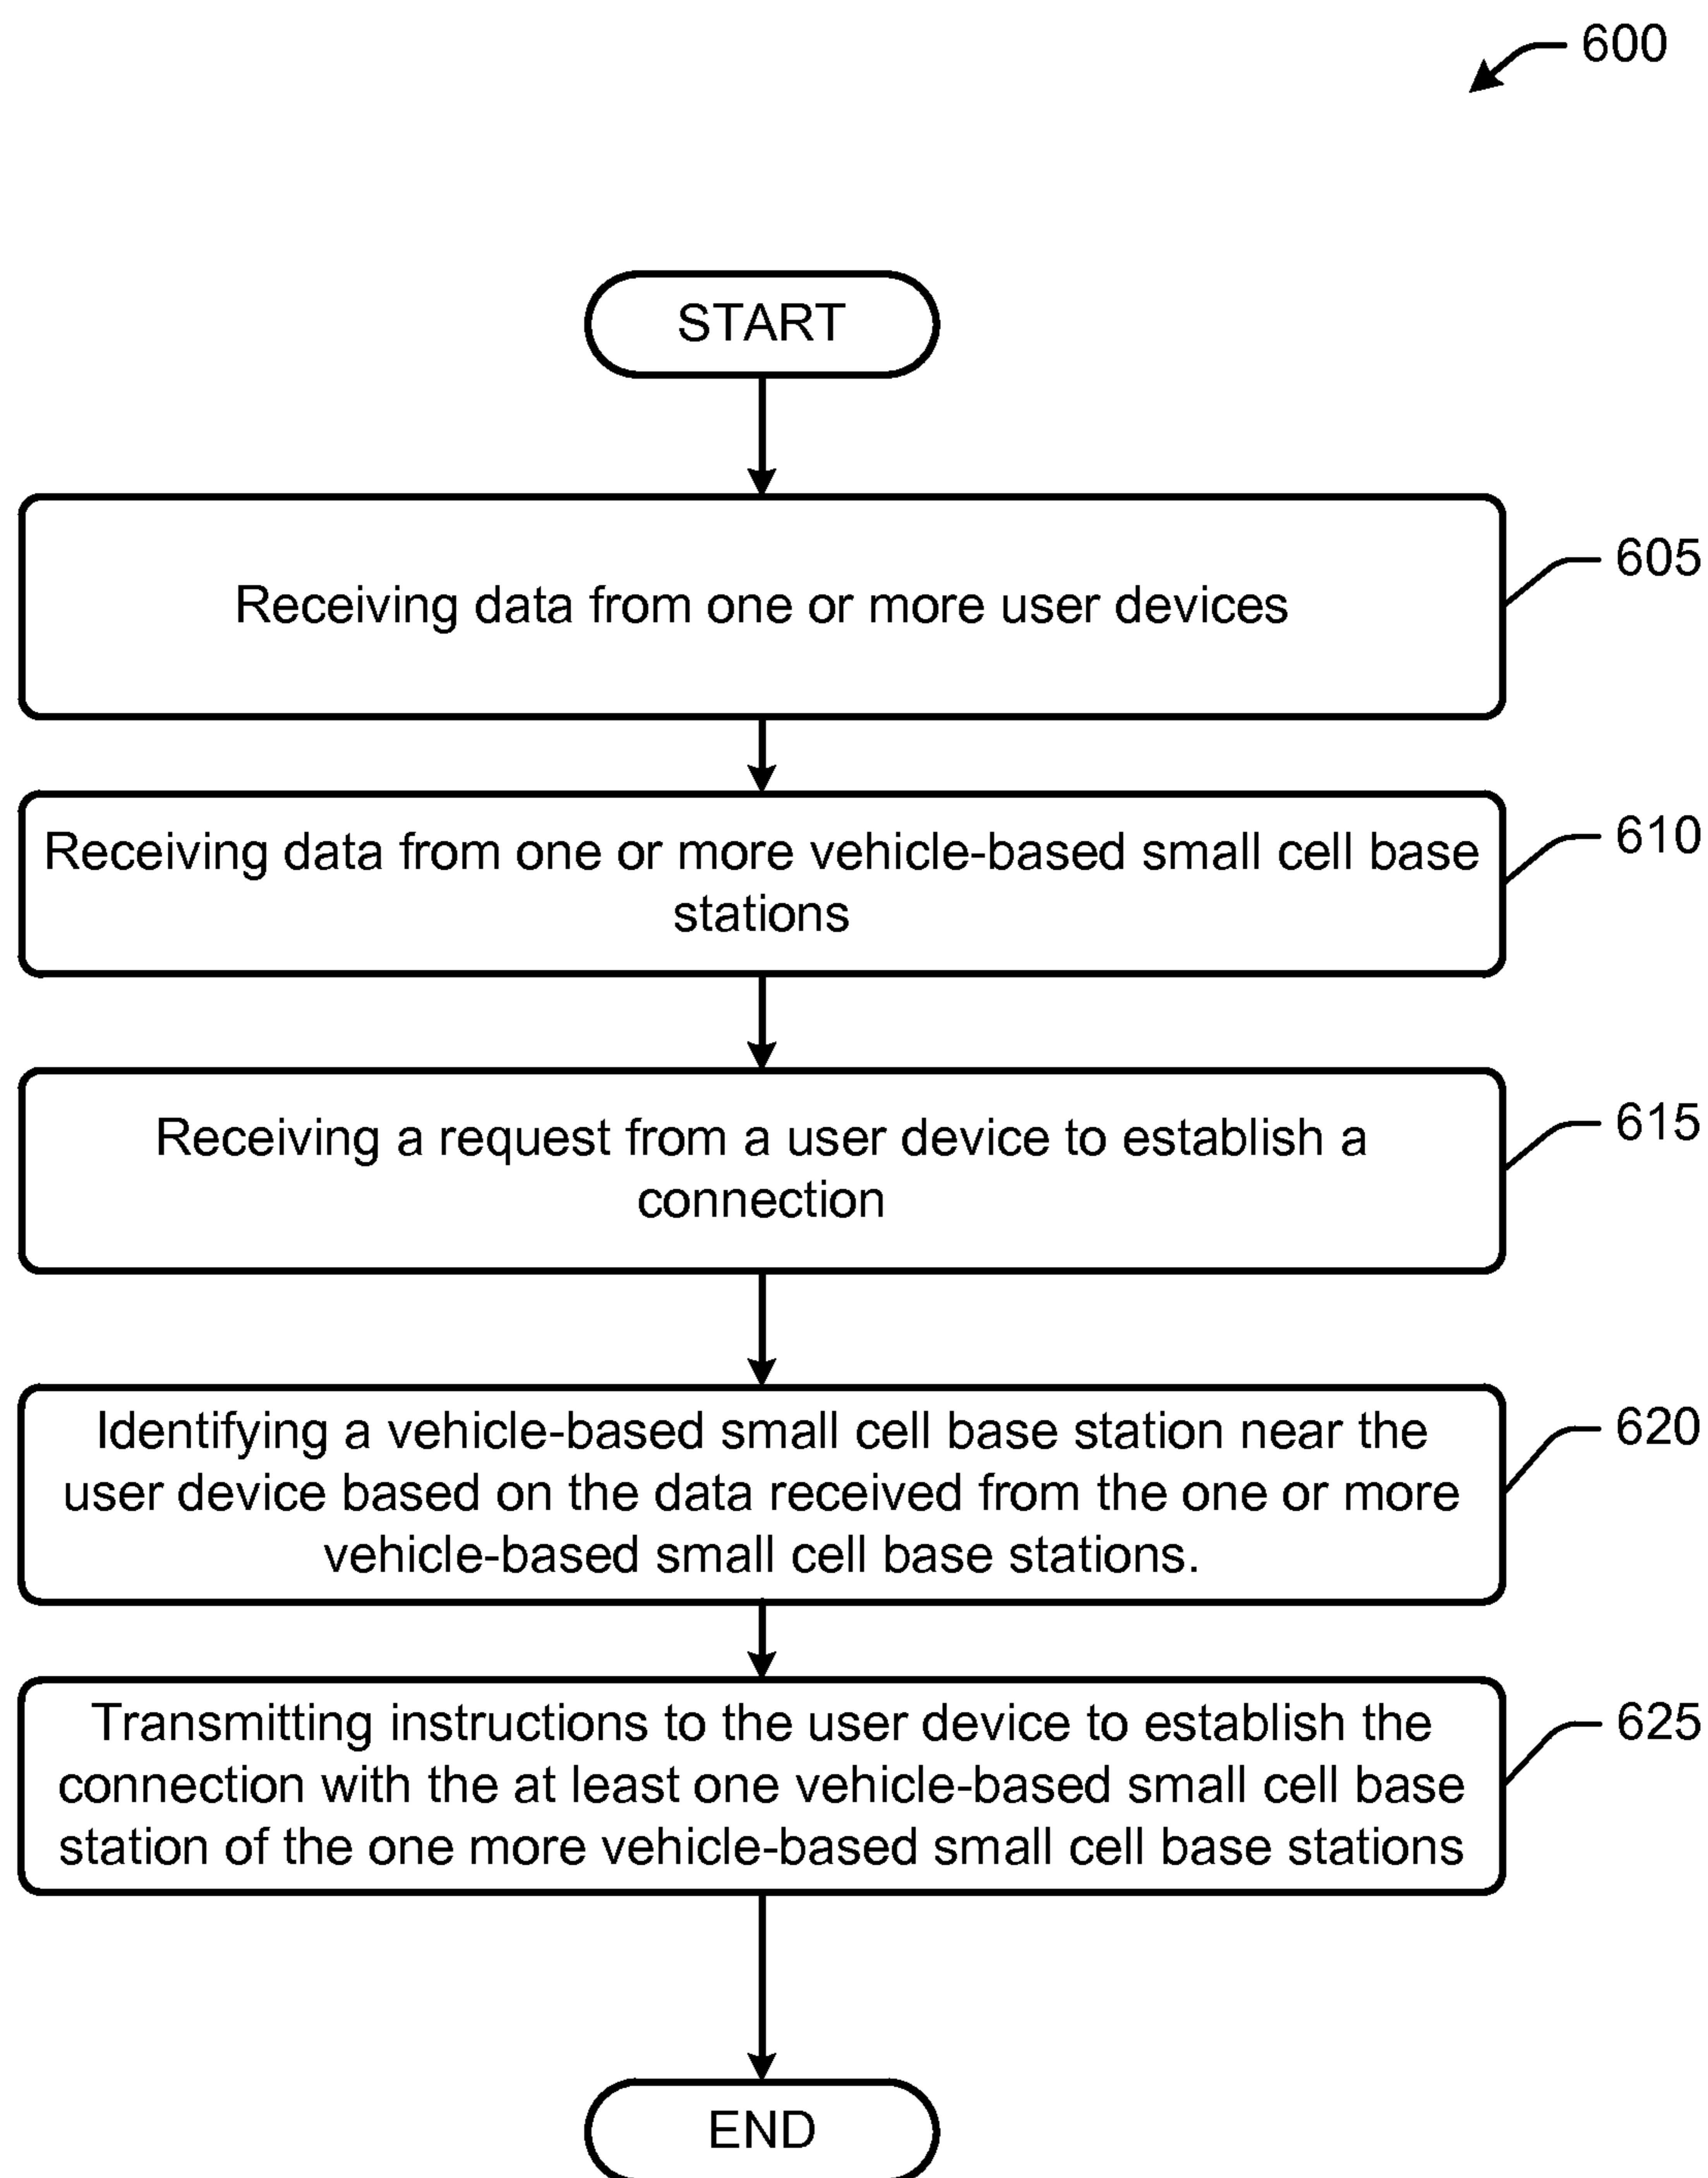 600
START
Receiving data from one or more user devices
605
Receiving data from one or more vehicle-based small cell base
stations
610
Receiving a request from a user device to establish a
connection
615
Identifying a vehicle-based small cell base station near the
user device based on the data received from the one or more
vehicle-based small cell base stations.
620
Transmitting instructions to the user device to establish the
connection with the at least one vehicle-based small cell base
station of the one more vehicle-based small cell base stations
625
END